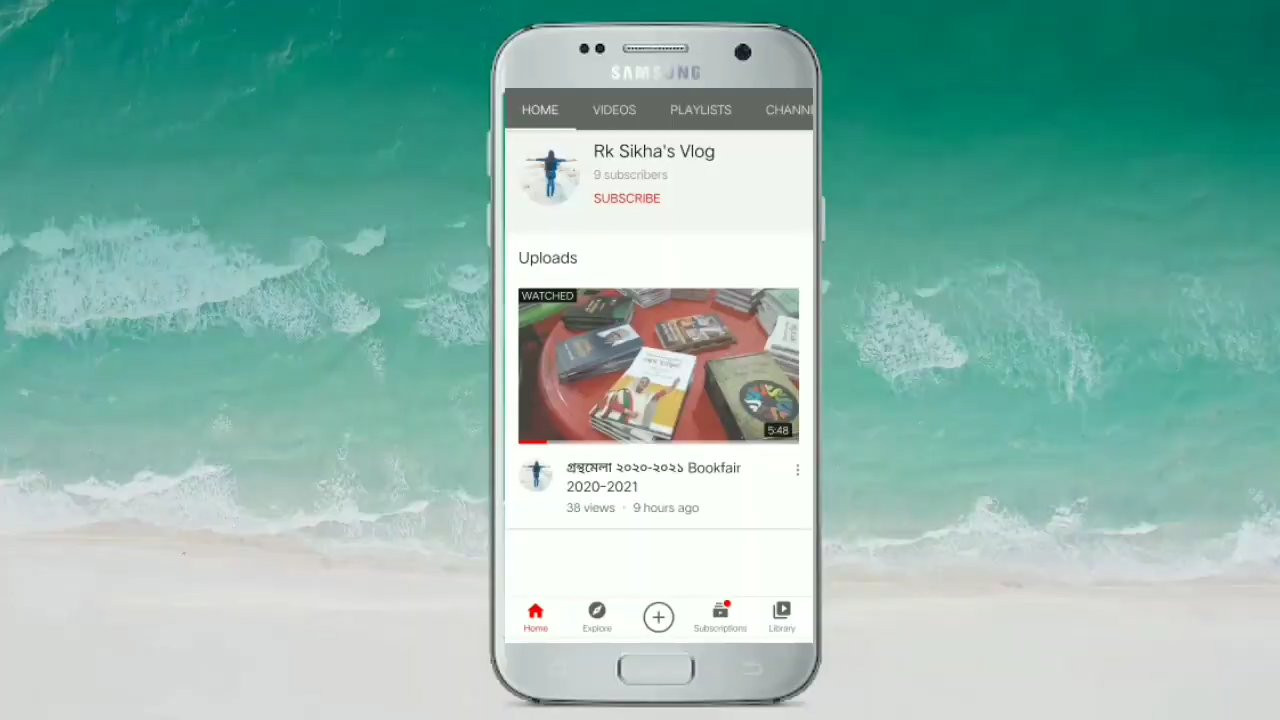 SAMSUNG
HOME VIDEOS PLAYLISTS CHANNI
Rk Sikha's Vlog
9 subscribers
SUBSCRIBE
Uploads
WATCHED
5:48
গ্রন্থমেলা ২০২০-২০২১ Bookfair
2020-2021
38 views · 9 hours ago
Home Explore Subscriptions Library